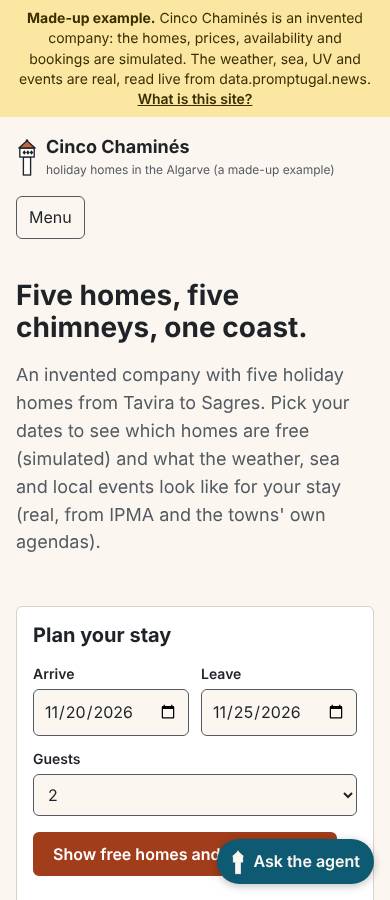 Made-up example. Cinco Chaminés is an invented
company: the homes, prices, availability and
bookings are simulated. The weather, sea, UV and
events are real, read live from data.promptugal.news.
What is this site?
Cinco Chaminés
holiday homes in the Algarve (a made-up example)
Menu
Five homes, five
chimneys, one coast.
An invented company with five holiday
homes from Tavira to Sagres. Pick your
dates to see which homes are free
(simulated) and what the weather, sea
and local events look like for your stay
(real, from IPMA and the towns' own
agendas).
Plan your stay
Arrive Leave
11/20/2026 11/25/2026
Guests
2
Show free homes and
Ask the agent